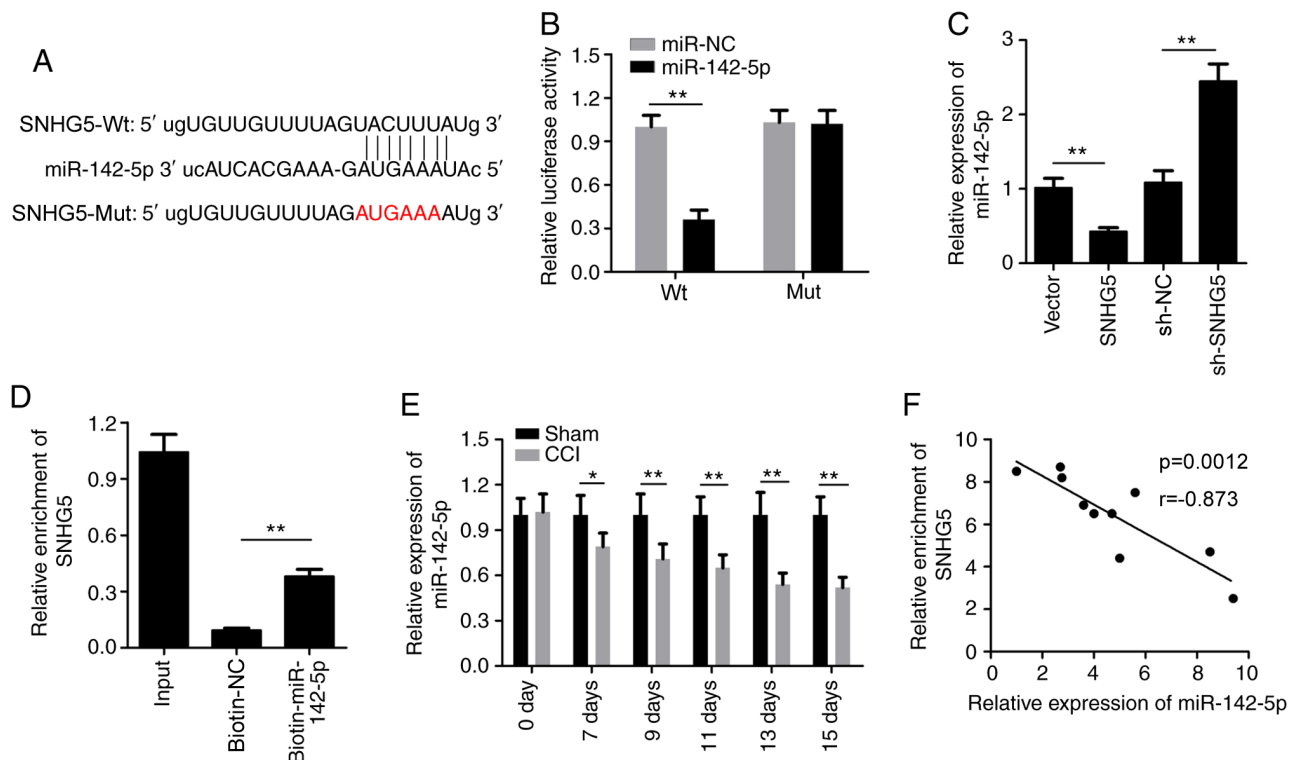 A
SNHG5-Wt: 5′ ugUGUUGUUUUAGUACUUUAUg 3′
miR-142-5p 3′ ucAUCACGAAA-GAUGAAAUAc 5′
SNHG5-Mut: 5′ ugUGUUGUUUUAGAUGAAAAUg 3′
B
miR-NC
miR-142-5p
Relative luciferase activity
1.5
1.2
0.9
0.6
0.3
0.0
**
Wt
Mut
C
Relative expression of
miR-142-5p
3
2
1
0
**
**
Vector
SNHG5
sh-NC
sh-SNHG5
D
Relative enrichment of
SNHG5
1.2
0.9
0.6
0.3
0.0
**
Input
Biotin-NC
Biotin-miR-
142-5p
E
Sham
CCI
Relative expression of
miR-142-5p
1.5
1.2
0.9
0.6
0.3
0.0
*
**
**
**
**
0 day
7 days
9 days
11 days
13 days
15 days
F
Relative enrichment of
SNHG5
10
8
6
4
2
0
p=0.0012
r=-0.873
0
2
4
6
8
10
Relative expression of miR-142-5p